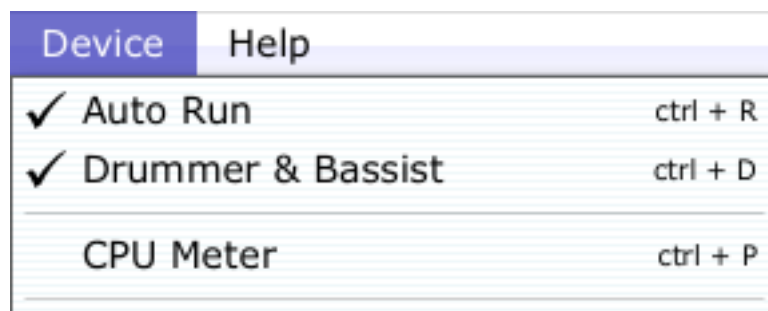 Device Help
✓ Auto Run ctrl + R
✓ Drummer & Bassist ctrl + D
CPU Meter ctrl + P